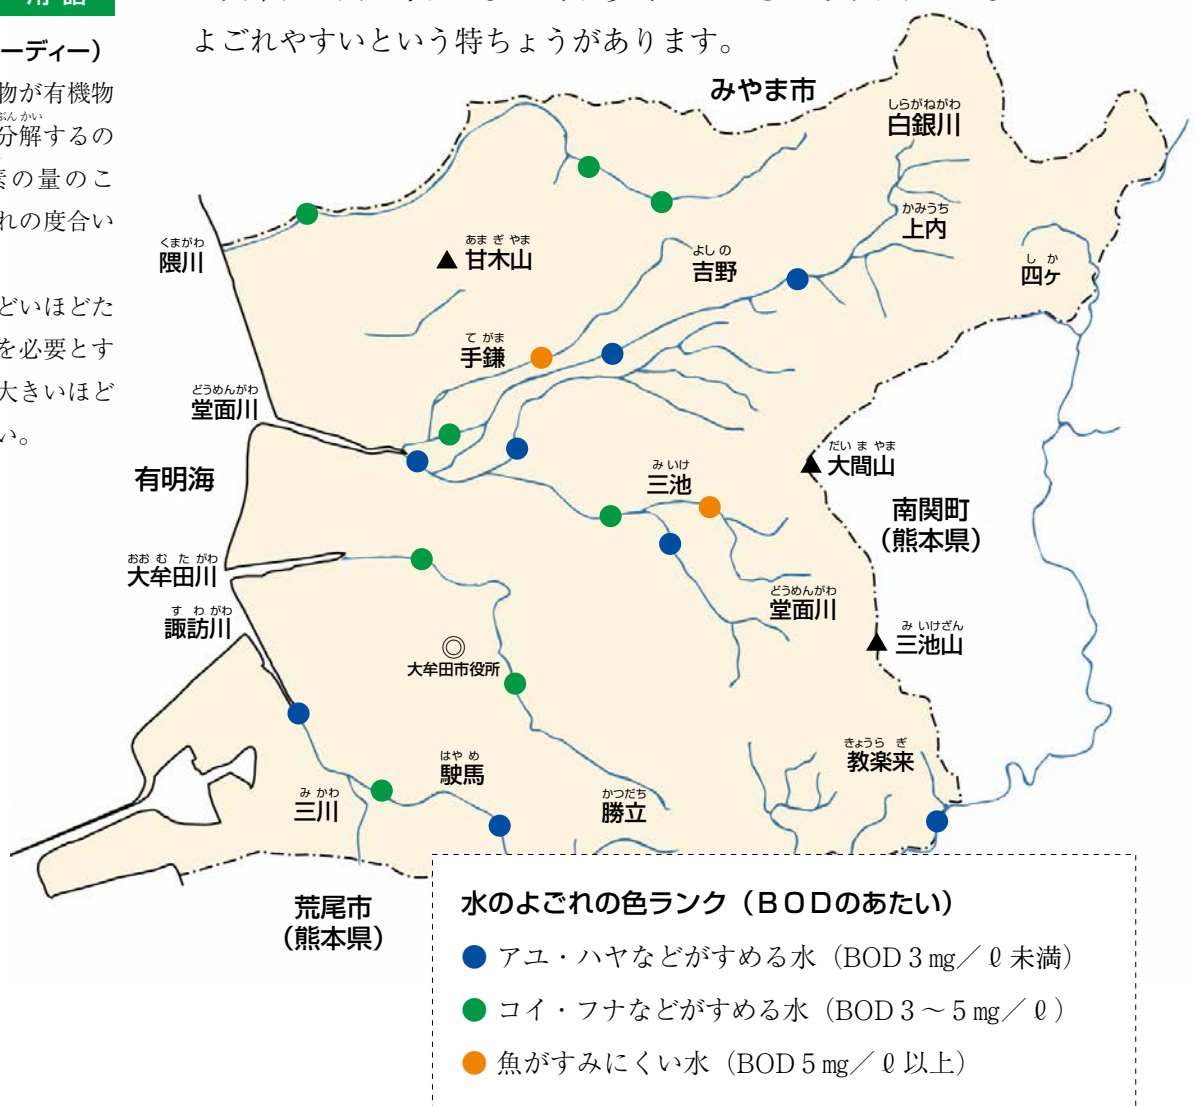 用語
ーディー）
物が有機物
ぶんかい
分解するの
素の量のこ
れの度合い
どいほどた
を必要とす
大きいほど
い。
よごれやすいという特ちょうがあります。
みやま市
しらがねがわ
白銀川
かみうち
上内
しか
四ケ
くまがわ
隈川
あまぎやま
甘木山
よしの
吉野
てがま
手鎌
どうめんがわ
堂面川
有明海
みいけ
三池
だいまやま
大間山
南関町
（熊本県）
おおむたがわ
大牟田川
すわがわ
諏訪川
どうめんがわ
堂面川
みいけざん
三池山
大牟田市役所
きょうらぎ
教楽来
はやめ
駛馬
みかわ
三川
かつだち
勝立
荒尾市
（熊本県）
水のよごれの色ランク（BODのあたい）
アユ・ハヤなどがすめる水（BOD３㎎／ℓ未満）
コイ・フナなどがすめる水（BOD３～５㎎／ℓ）
魚がすみにくい水（BOD５㎎／ℓ以上）